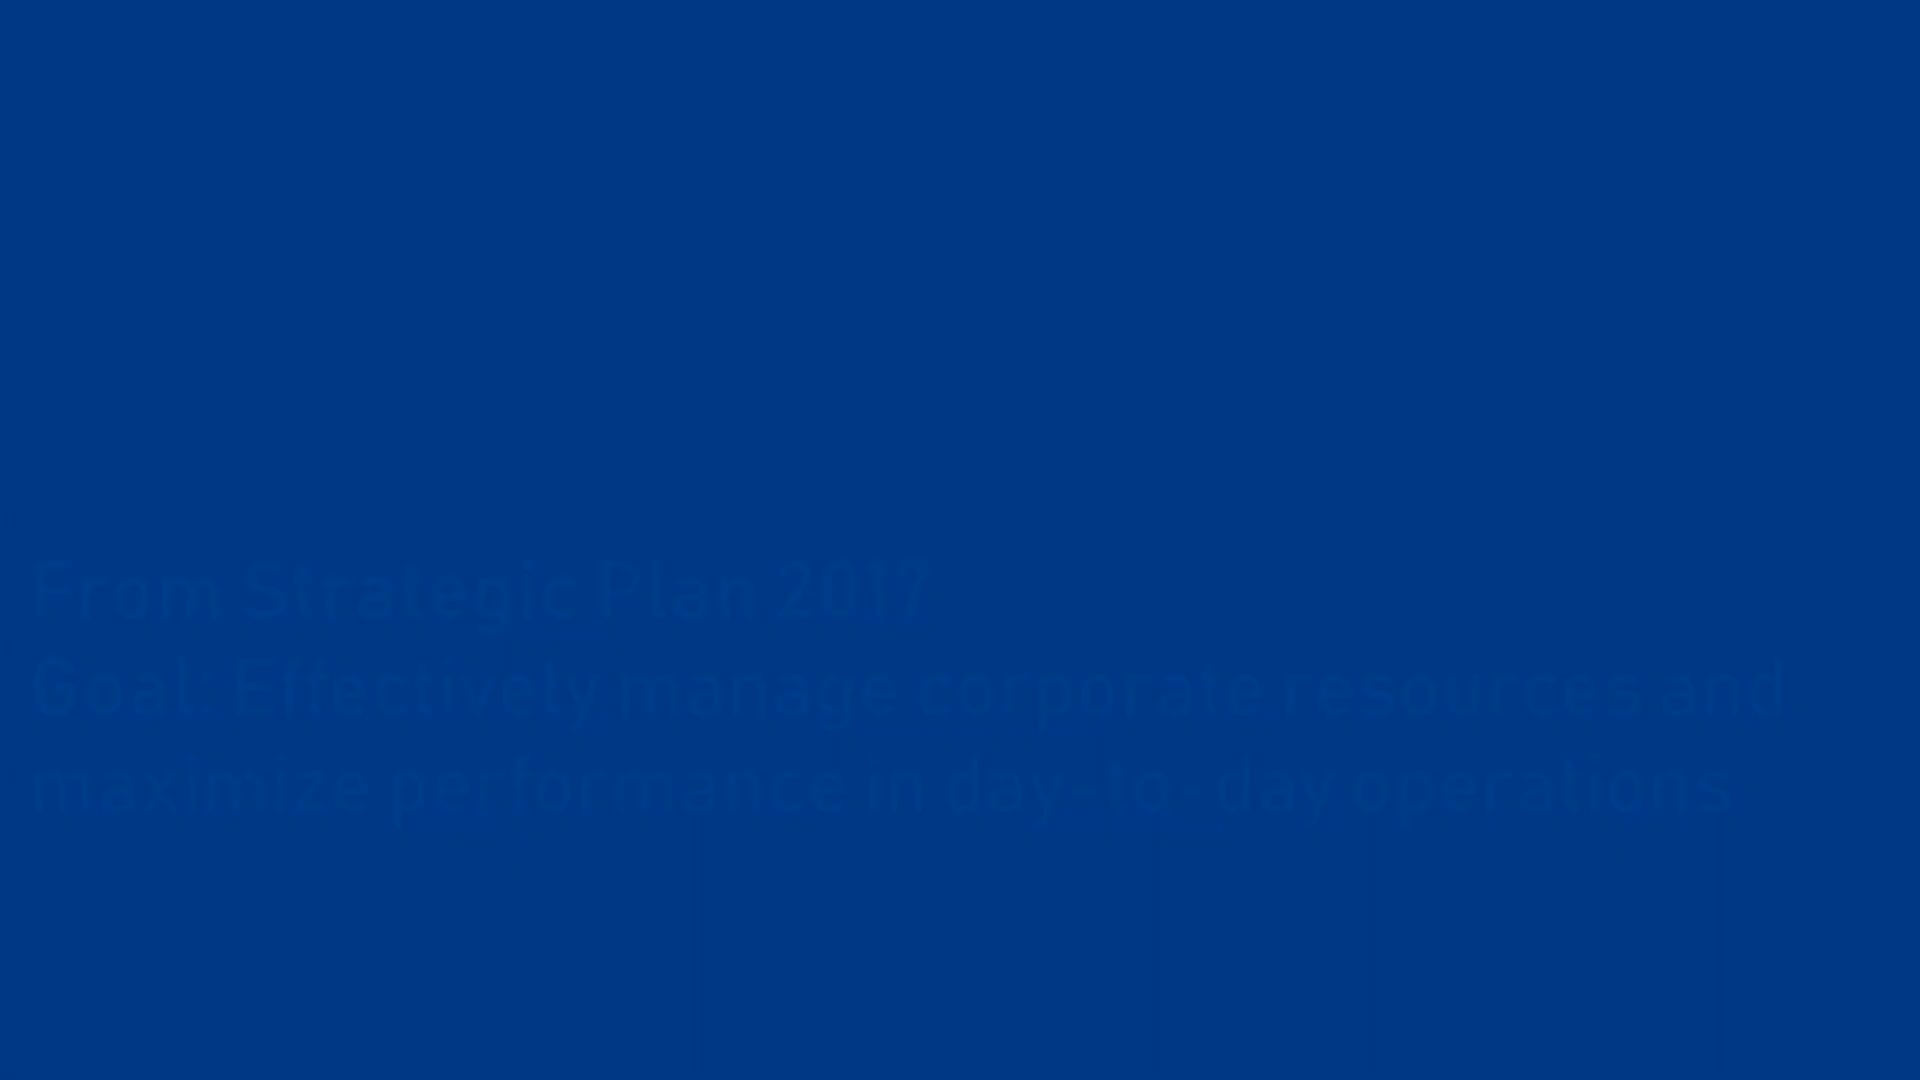 From Strategic Plan 2017
Goal: Effectively manage corporate resources and
maximize performance in day-to-day operations